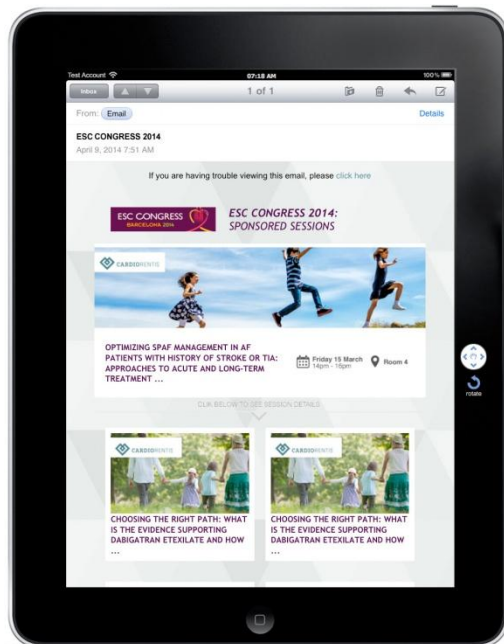 Test Account 07:18 AM 100%
Inbox 1 of 1
From: Email Details
ESC CONGRESS 2014
April 9, 2014 7:51 AM
If you are having trouble viewing this email, please click here
ESC CONGRESS
BARCELONA 2014
ESC CONGRESS 2014:
SPONSORED SESSIONS
CARDIOMENTIS
OPTIMIZING SPAF MANAGEMENT IN AF
PATIENTS WITH HISTORY OF STROKE OR TIA:
APPROACHES TO ACUTE AND LONG-TERM
TREATMENT ...
Friday 15 March
14pm - 15pm
Room 4
CLIK BELOW TO SEE SESSION DETAILS
CARDIOMENTIS
CHOOSING THE RIGHT PATH: WHAT
IS THE EVIDENCE SUPPORTING
DABIGATRAN ETEXILATE AND HOW
...
CARDIOMENTIS
CHOOSING THE RIGHT PATH: WHAT
IS THE EVIDENCE SUPPORTING
DABIGATRAN ETEXILATE AND HOW
...
rotate